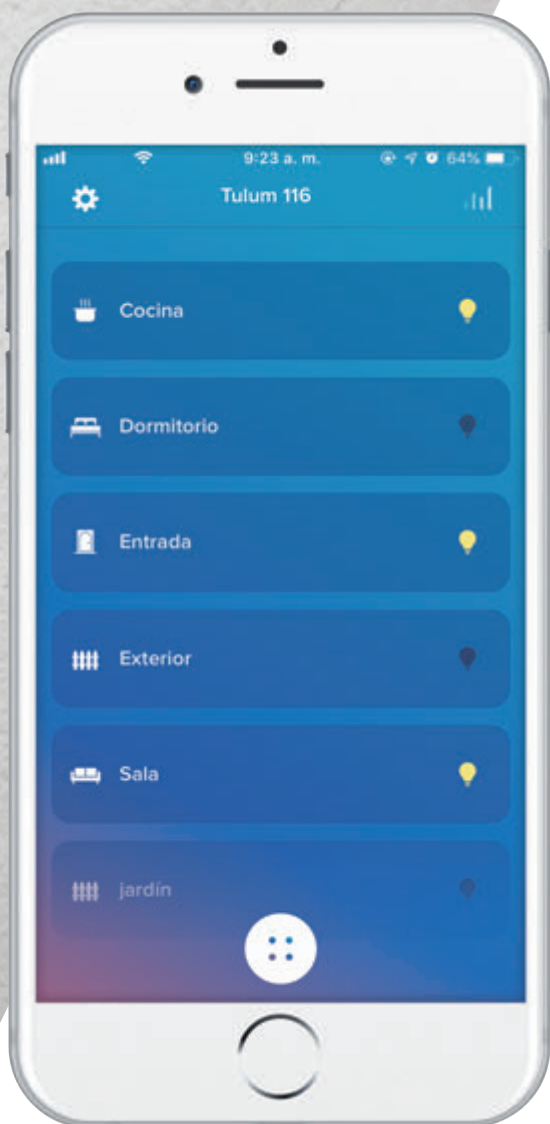 9:23 a. m.
64%
Tulum 116
Cocina
Dormitorio
Entrada
Exterior
Sala
jardín